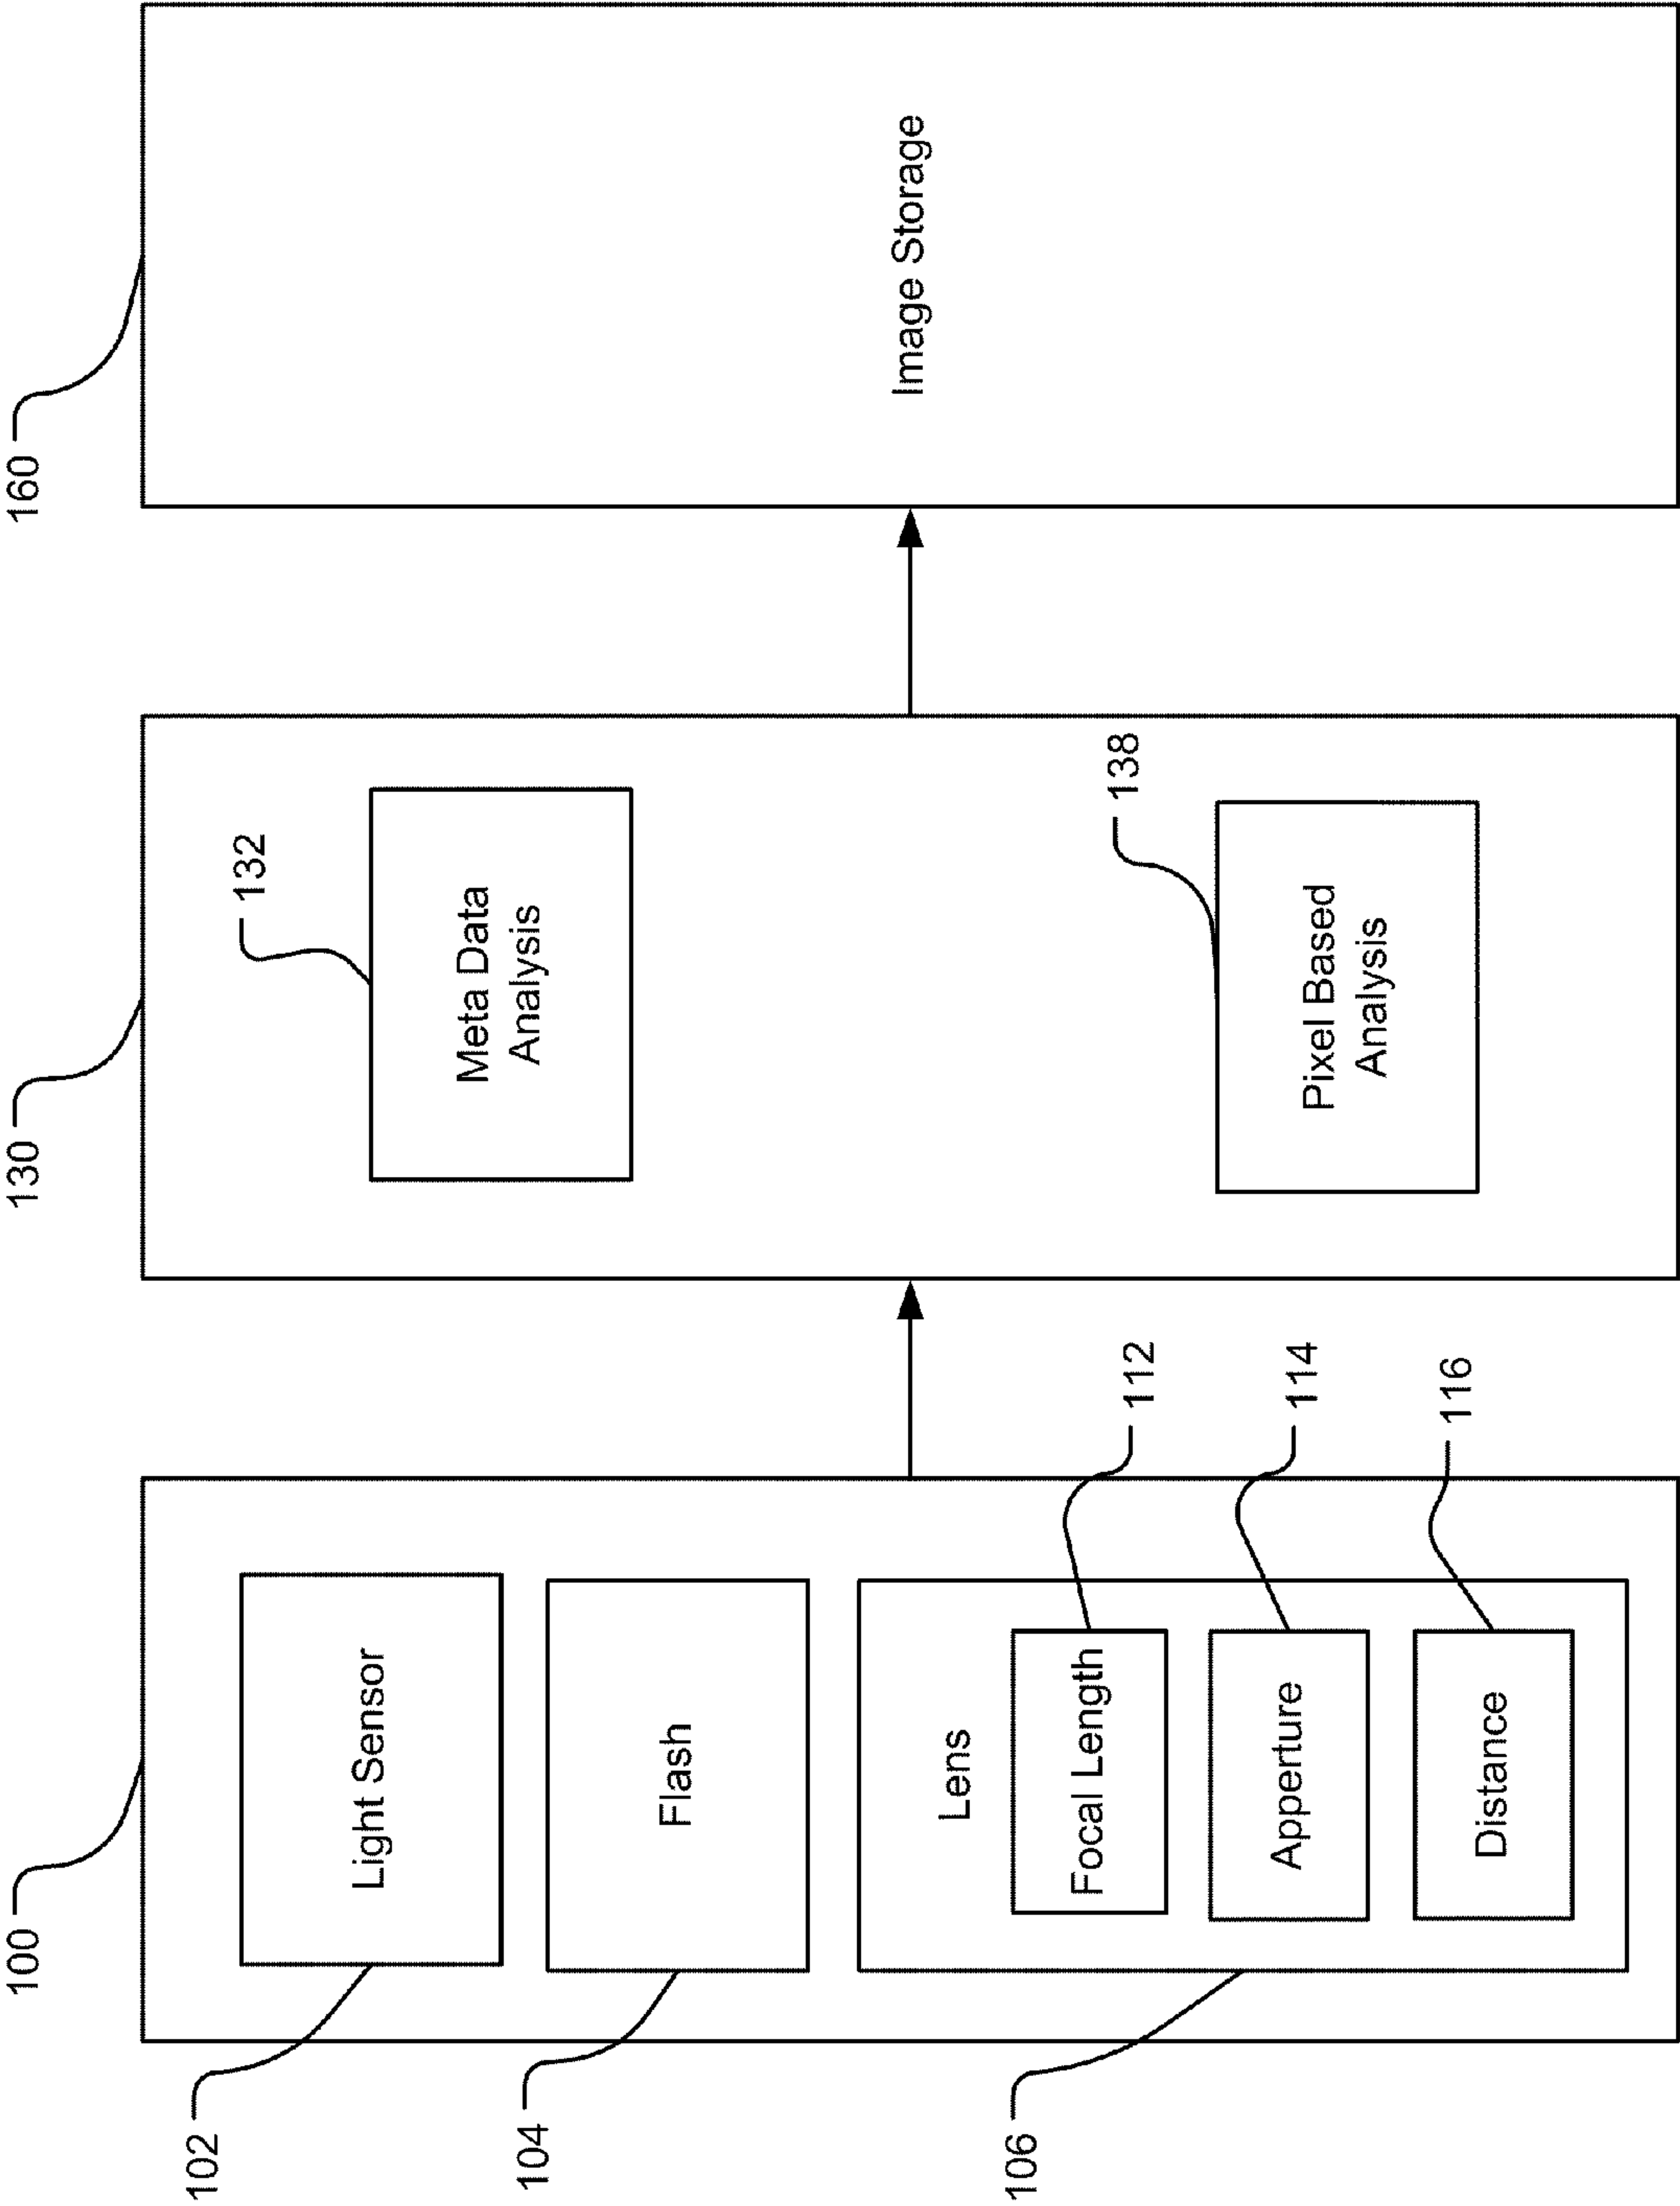 100
102
Light Sensor
104
Flash
106
Lens
Focal Length
112
Apperture
114
Distance
116
130
132
Meta Data
Analysis
138
Pixel Based
Analysis
160
Image Storage